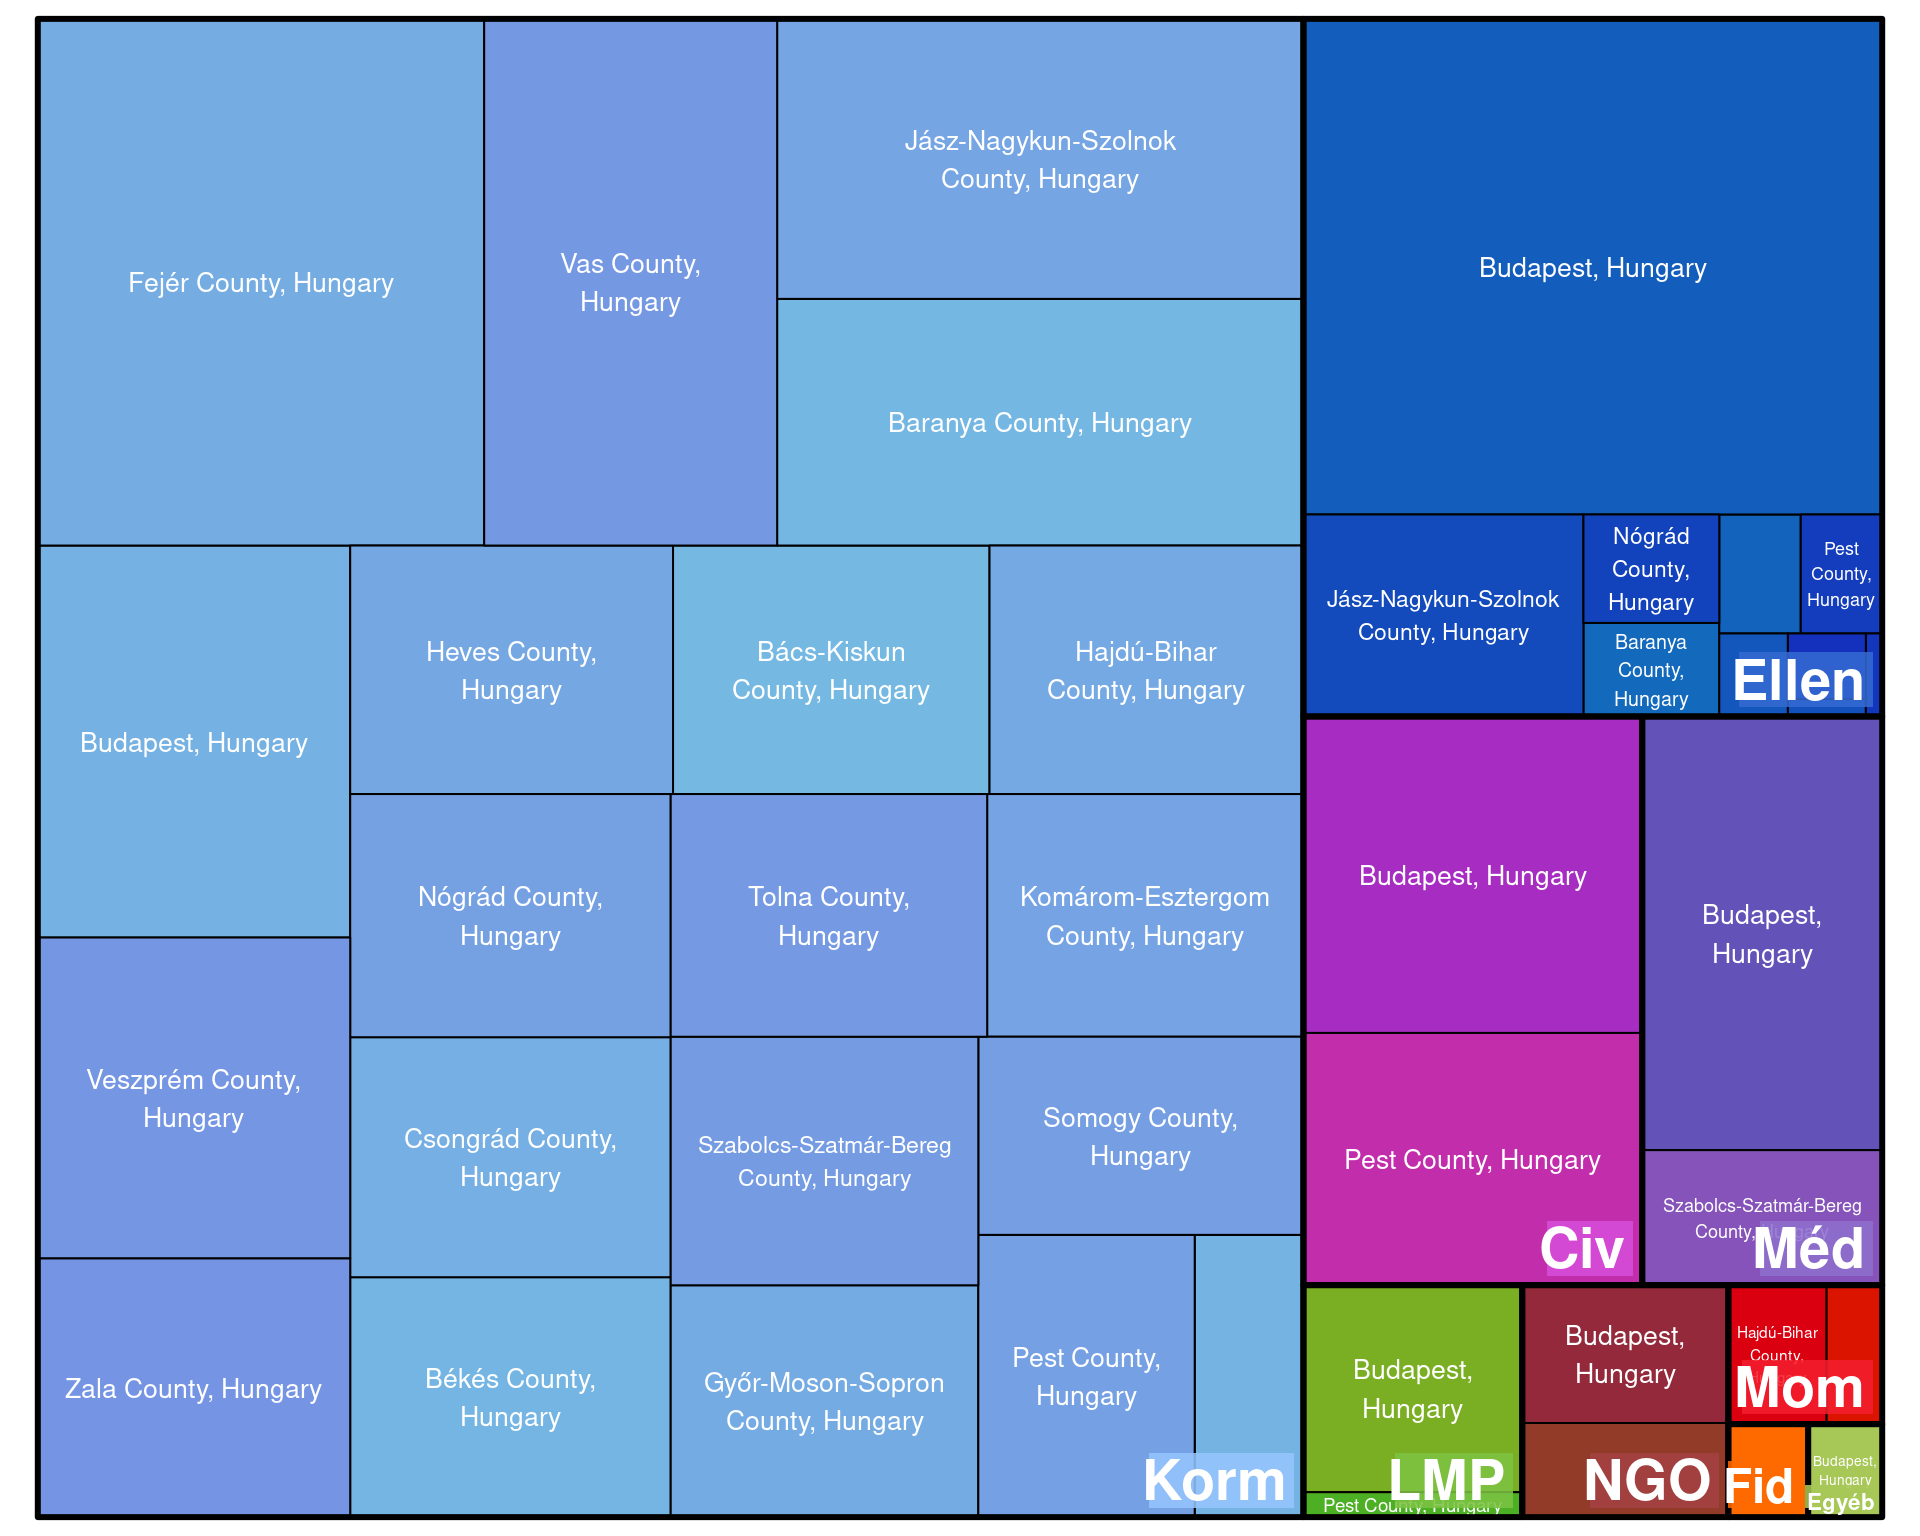 Fejér County, Hungary
Vas County,
Hungary
Jász-Nagykun-Szolnok
County, Hungary
Baranya County, Hungary
Budapest, Hungary
Heves County,
Hungary
Bács-Kiskun
County, Hungary
Hajdú-Bihar
County, Hungary
Nógrád County,
Hungary
Tolna County,
Hungary
Komárom-Esztergom
County, Hungary
Veszprém County,
Hungary
Csongrád County,
Hungary
Szabolcs-Szatmár-Bereg
County, Hungary
Somogy County,
Hungary
Zala County, Hungary
Békés County,
Hungary
Győr-Moson-Sopron
County, Hungary
Pest County,
Hungary
Korm
Budapest, Hungary
Jász-Nagykun-Szolnok
County, Hungary
Nógrád
County,
Hungary
Baranya
County,
Hungary
Pest
County,
Hungary
Ellen
Budapest, Hungary
Pest County, Hungary
Civ
Budapest,
Hungary
Szabolcs-Szatmár-Bereg
County, Hungary
Méd
Budapest,
Hungary
Pest County, Hungary
LMP
Budapest,
Hungary
NGO
Hajdú-Bihar
County,
Mom
Fid
Budapest,
Hungary
Egyéb